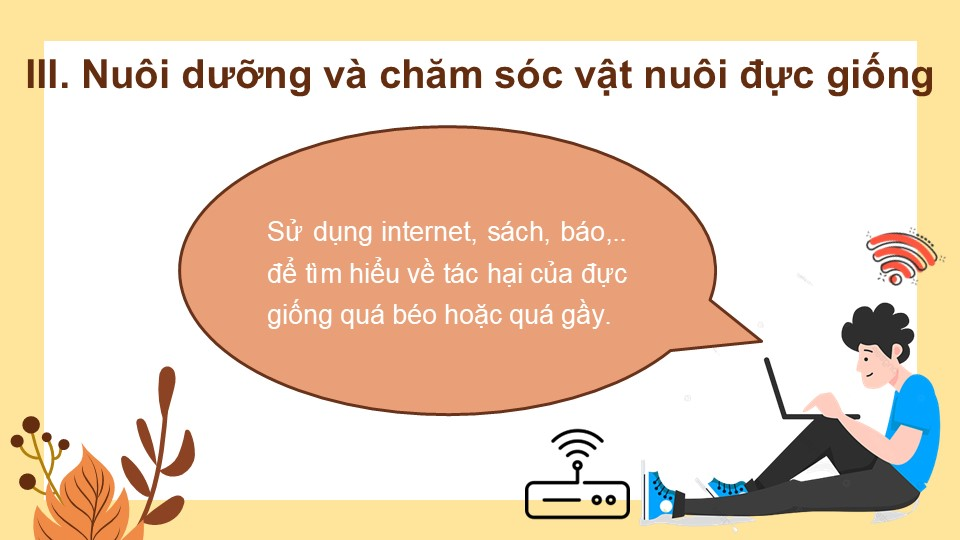 III. Nuôi dưỡng và chăm sóc vật nuôi đực giống
Sử dụng internet, sách, báo,..
để tìm hiểu về tác hại của đực
giống quá béo hoặc quá gầy.